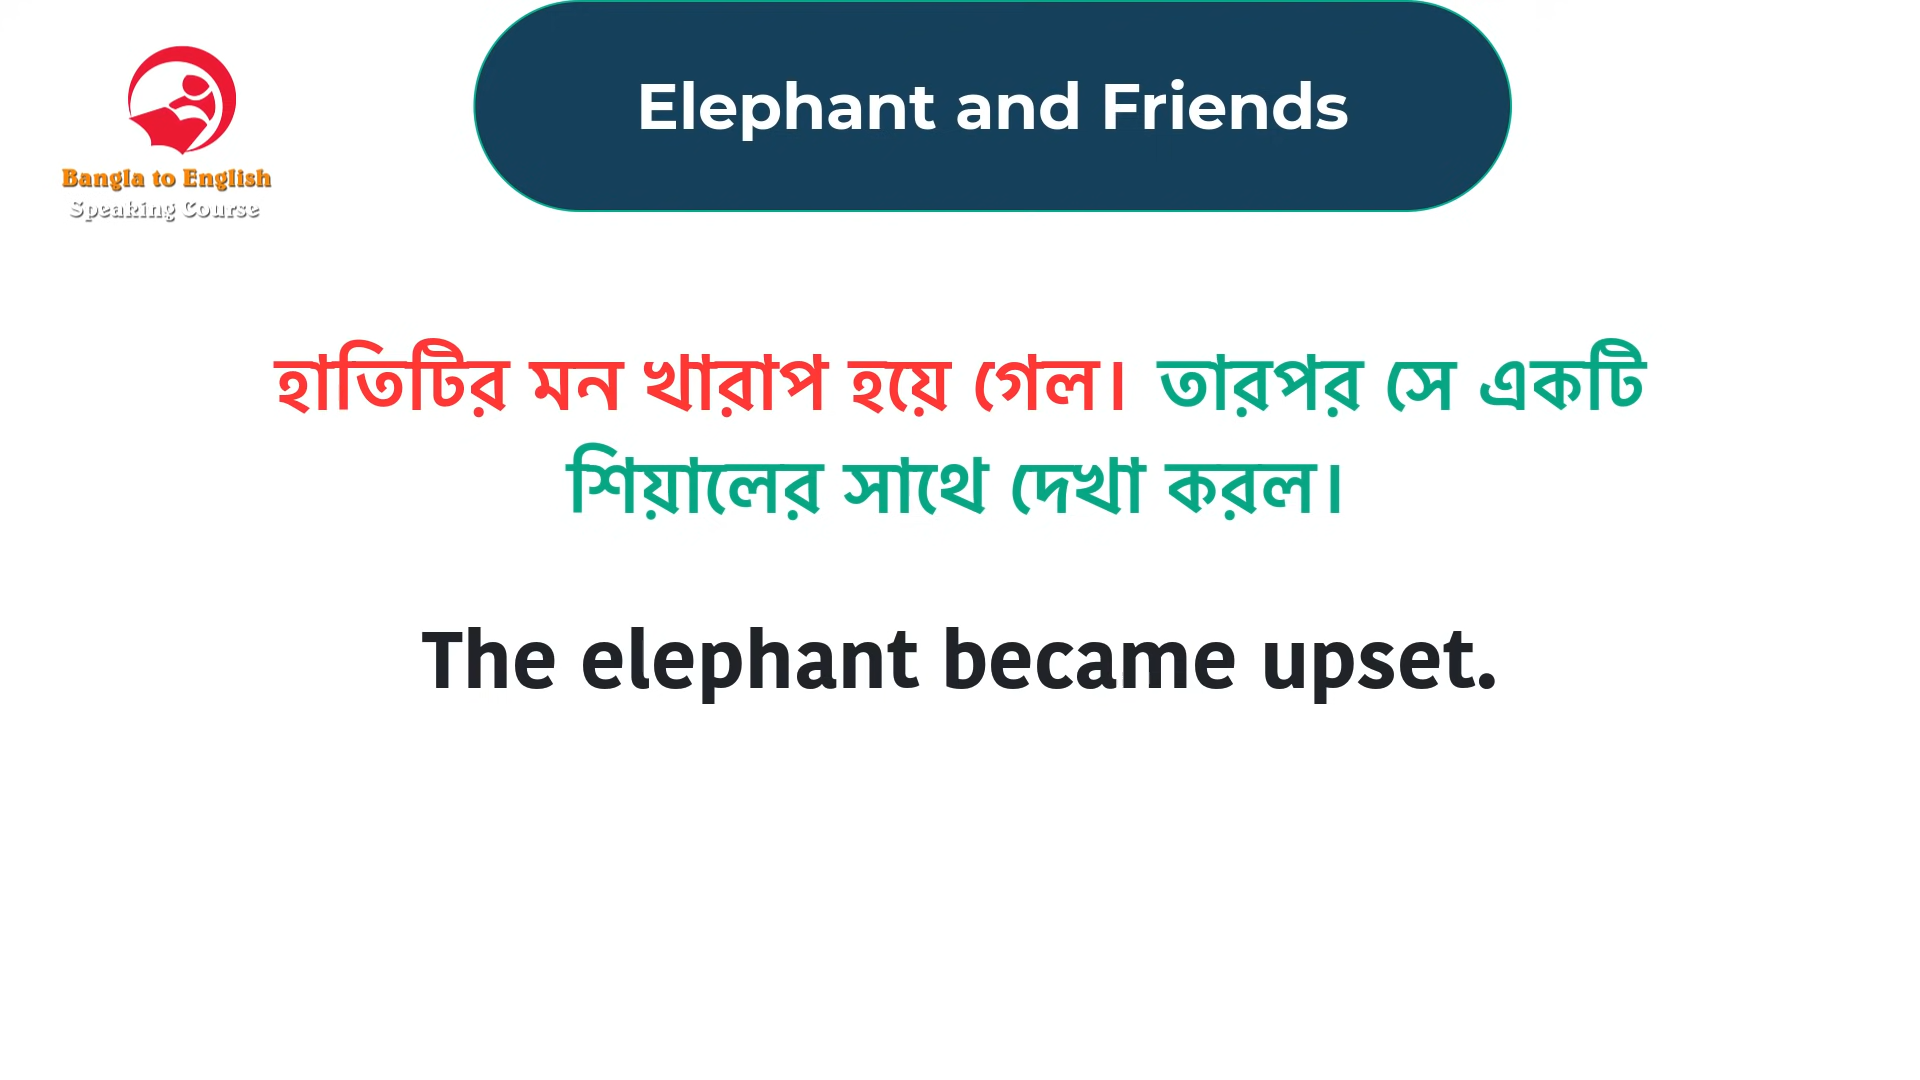 Elephant and Friends
Bangla to English
Speaking Course
হাতিটির মন খারাপ হয়ে গেল। তারপর সে একটি
শিয়ালের সাথে দেখা করল।
The elephant became upset.